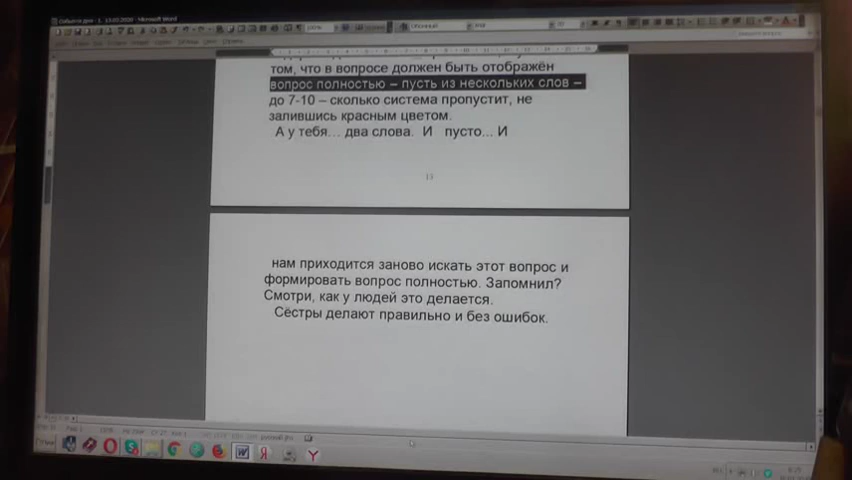 том, что в вопросе должен быть отображён
вопрос полностью – пусть из нескольких слов –
до 7-10 – сколько система пропустит, не
залившись красным цветом.
А у тебя... два слова. И пусто... И
13
нам приходится заново искать этот вопрос и
формировать вопрос полностью. Запомнил?
Смотри, как у людей это делается.
Сёстры делают правильно и без ошибок.